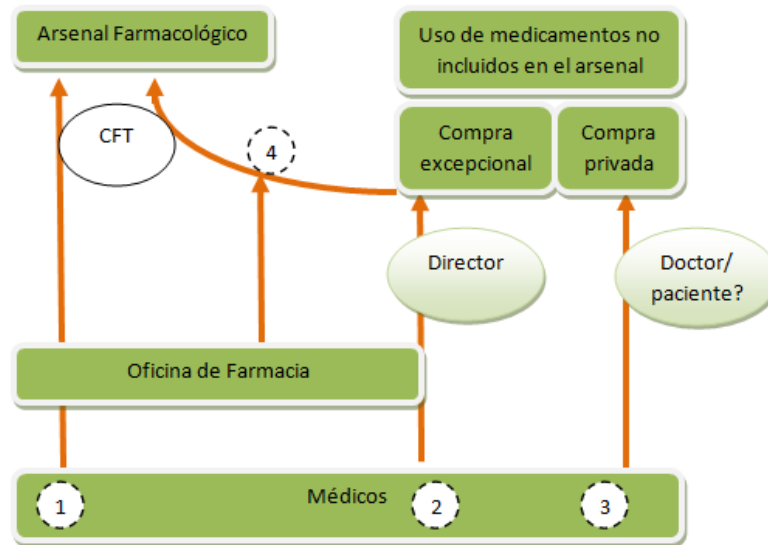 Arsenal Farmacológico
Uso de medicamentos no
incluidos en el arsenal
CFT
4
Compra
excepcional
Compra
privada
Director
Doctor/
paciente?
Oficina de Farmacia
Médicos
1
2
3